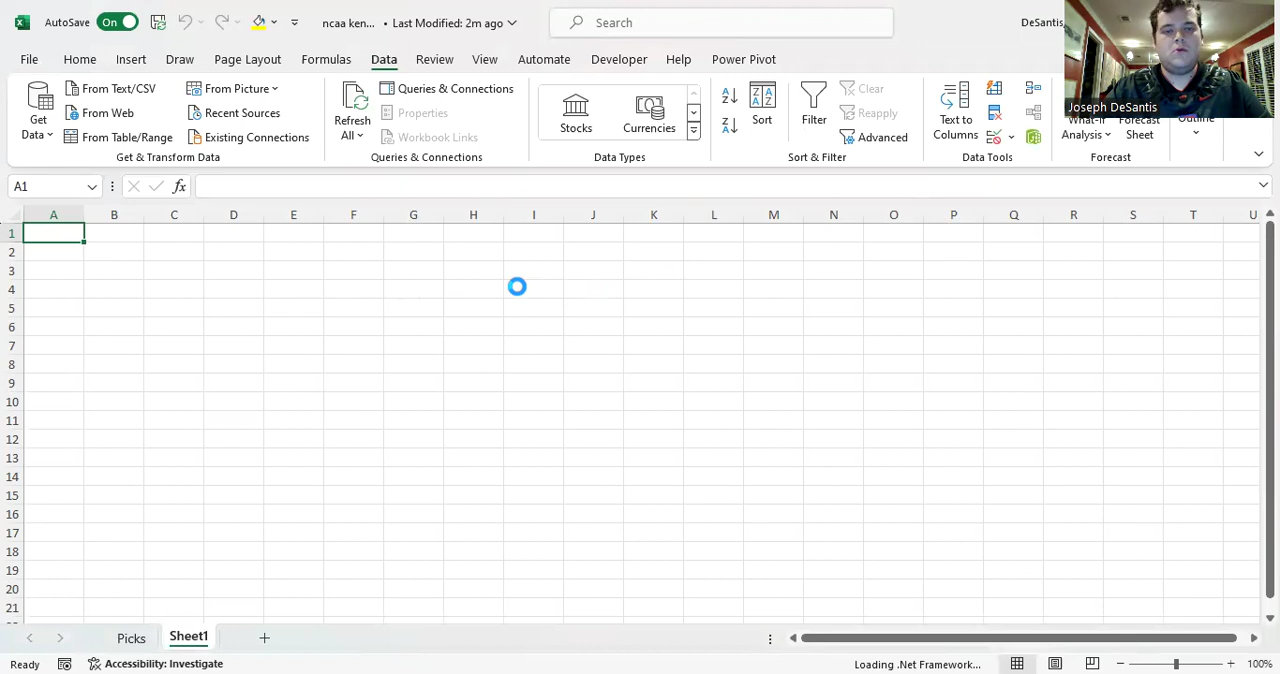 AutoSave On ncaa ken... • Last Modified: 2m ago Search DeSantis,
File Home Insert Draw Page Layout Formulas Data Review View Automate Developer Help Power Pivot
Joseph DeSantis
Get Data
From Text/CSV
From Web
From Table/Range
From Picture
Recent Sources
Existing Connections
Get & Transform Data
Refresh All
Queries & Connections
Properties
Workbook Links
Queries & Connections
Stocks
Currencies
Data Types
Sort
Filter
Clear
Reapply
Advanced
Sort & Filter
Text to Columns
Data Tools
What-If Analysis
Forecast Sheet
Forecast
Outline
A1 fx
A B C D E F G H I J K L M N O P Q R S T U
1
2
3
4
5
6
7
8
9
10
11
12
13
14
15
16
17
18
19
20
21
Picks Sheet1
Ready Accessibility: Investigate Loading .Net Framework... 100%